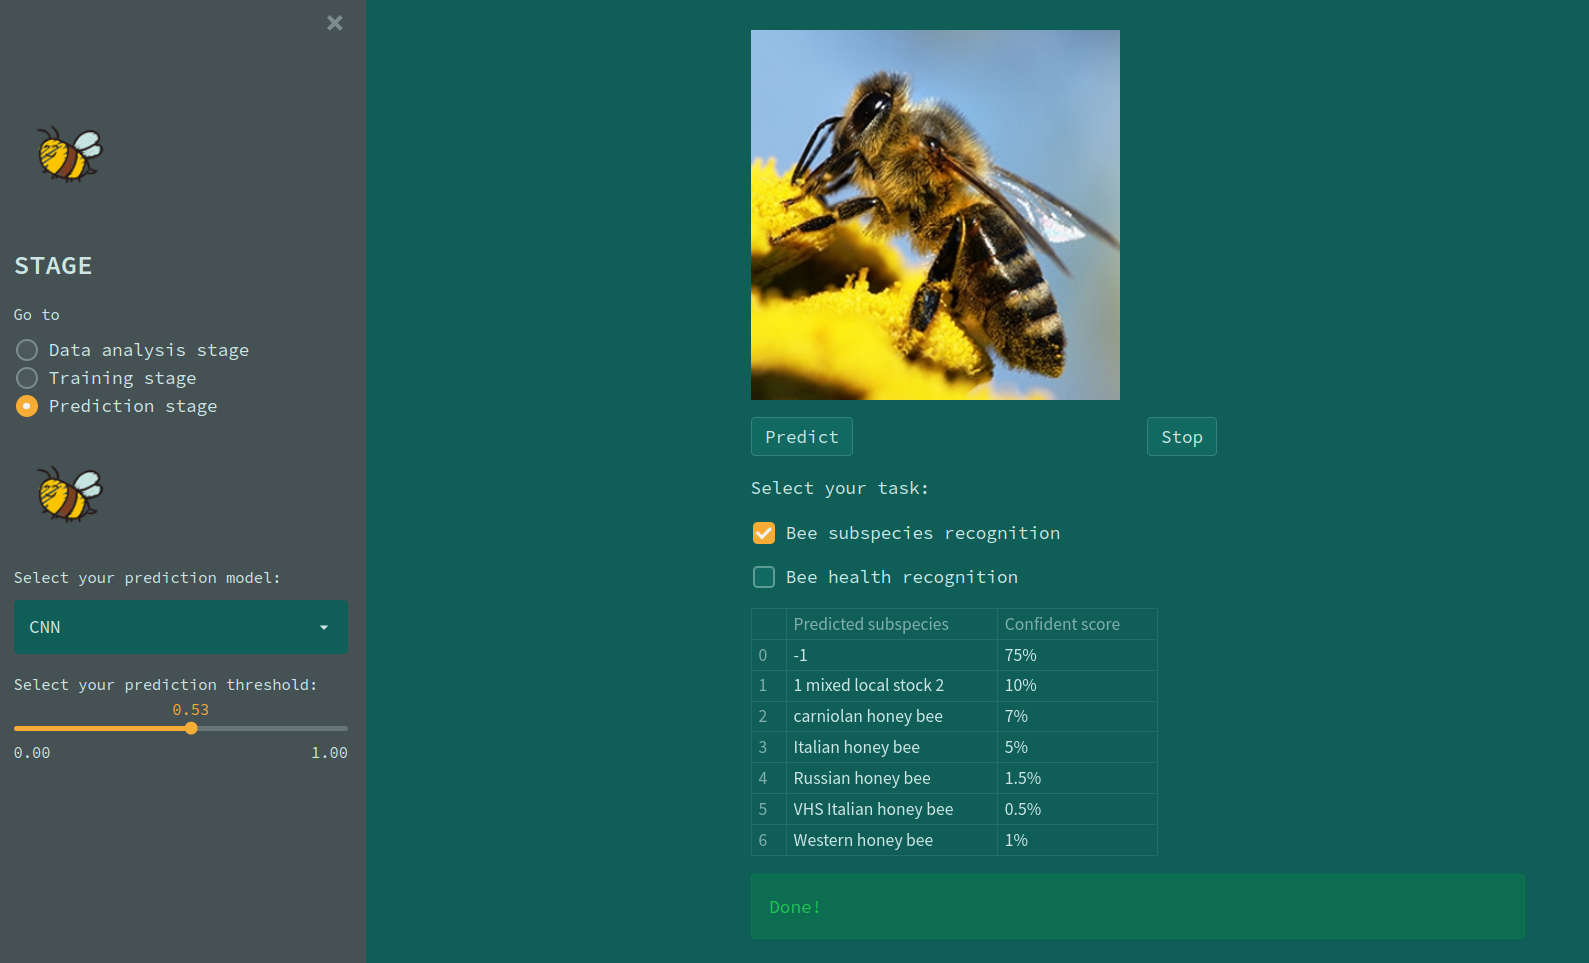 ×
STAGE
Go to
Data analysis stage
Training stage
Prediction stage
Select your prediction model:
CNN
Select your prediction threshold:
0.53
0.00 1.00
Predict Stop
Select your task:
Bee subspecies recognition
Bee health recognition
Predicted subspecies Confident score
0 -1 75%
1 1 mixed local stock 2 10%
2 carniolan honey bee 7%
3 Italian honey bee 5%
4 Russian honey bee 1.5%
5 VHS Italian honey bee 0.5%
6 Western honey bee 1%
Done!